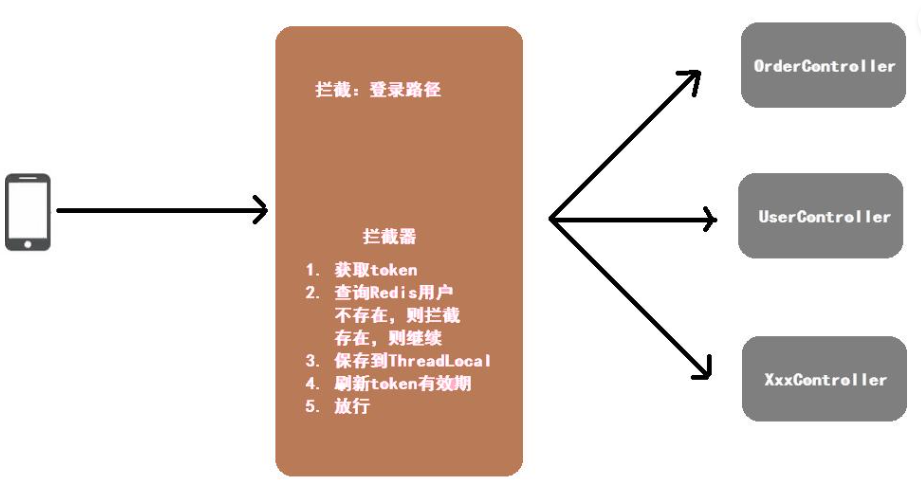 拦截：登录路径
拦截器
1. 获取token
2. 查询Redis用户
不存在，则拦截
存在，则继续
3. 保存到ThreadLocal
4. 刷新token有效期
5. 放行
OrderController
UserController
XxxController